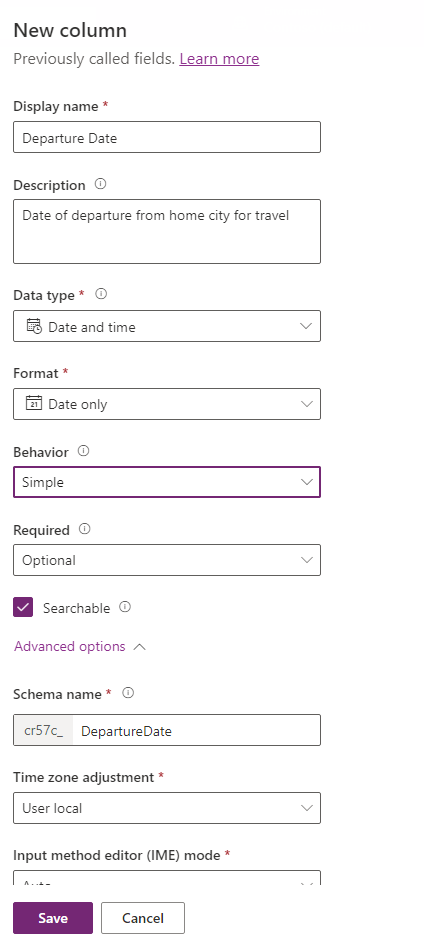 New column
Previously called fields. Learn more
Display name *
Departure Date
Description
Date of departure from home city for travel
Data type *
Date and time
Format *
21 Date only
Behavior
Simple
Required
Optional
Searchable
Advanced options
Schema name *
cr57c_ DepartureDate
Time zone adjustment *
User local
Input method editor (IME) mode *
Auto
Save Cancel